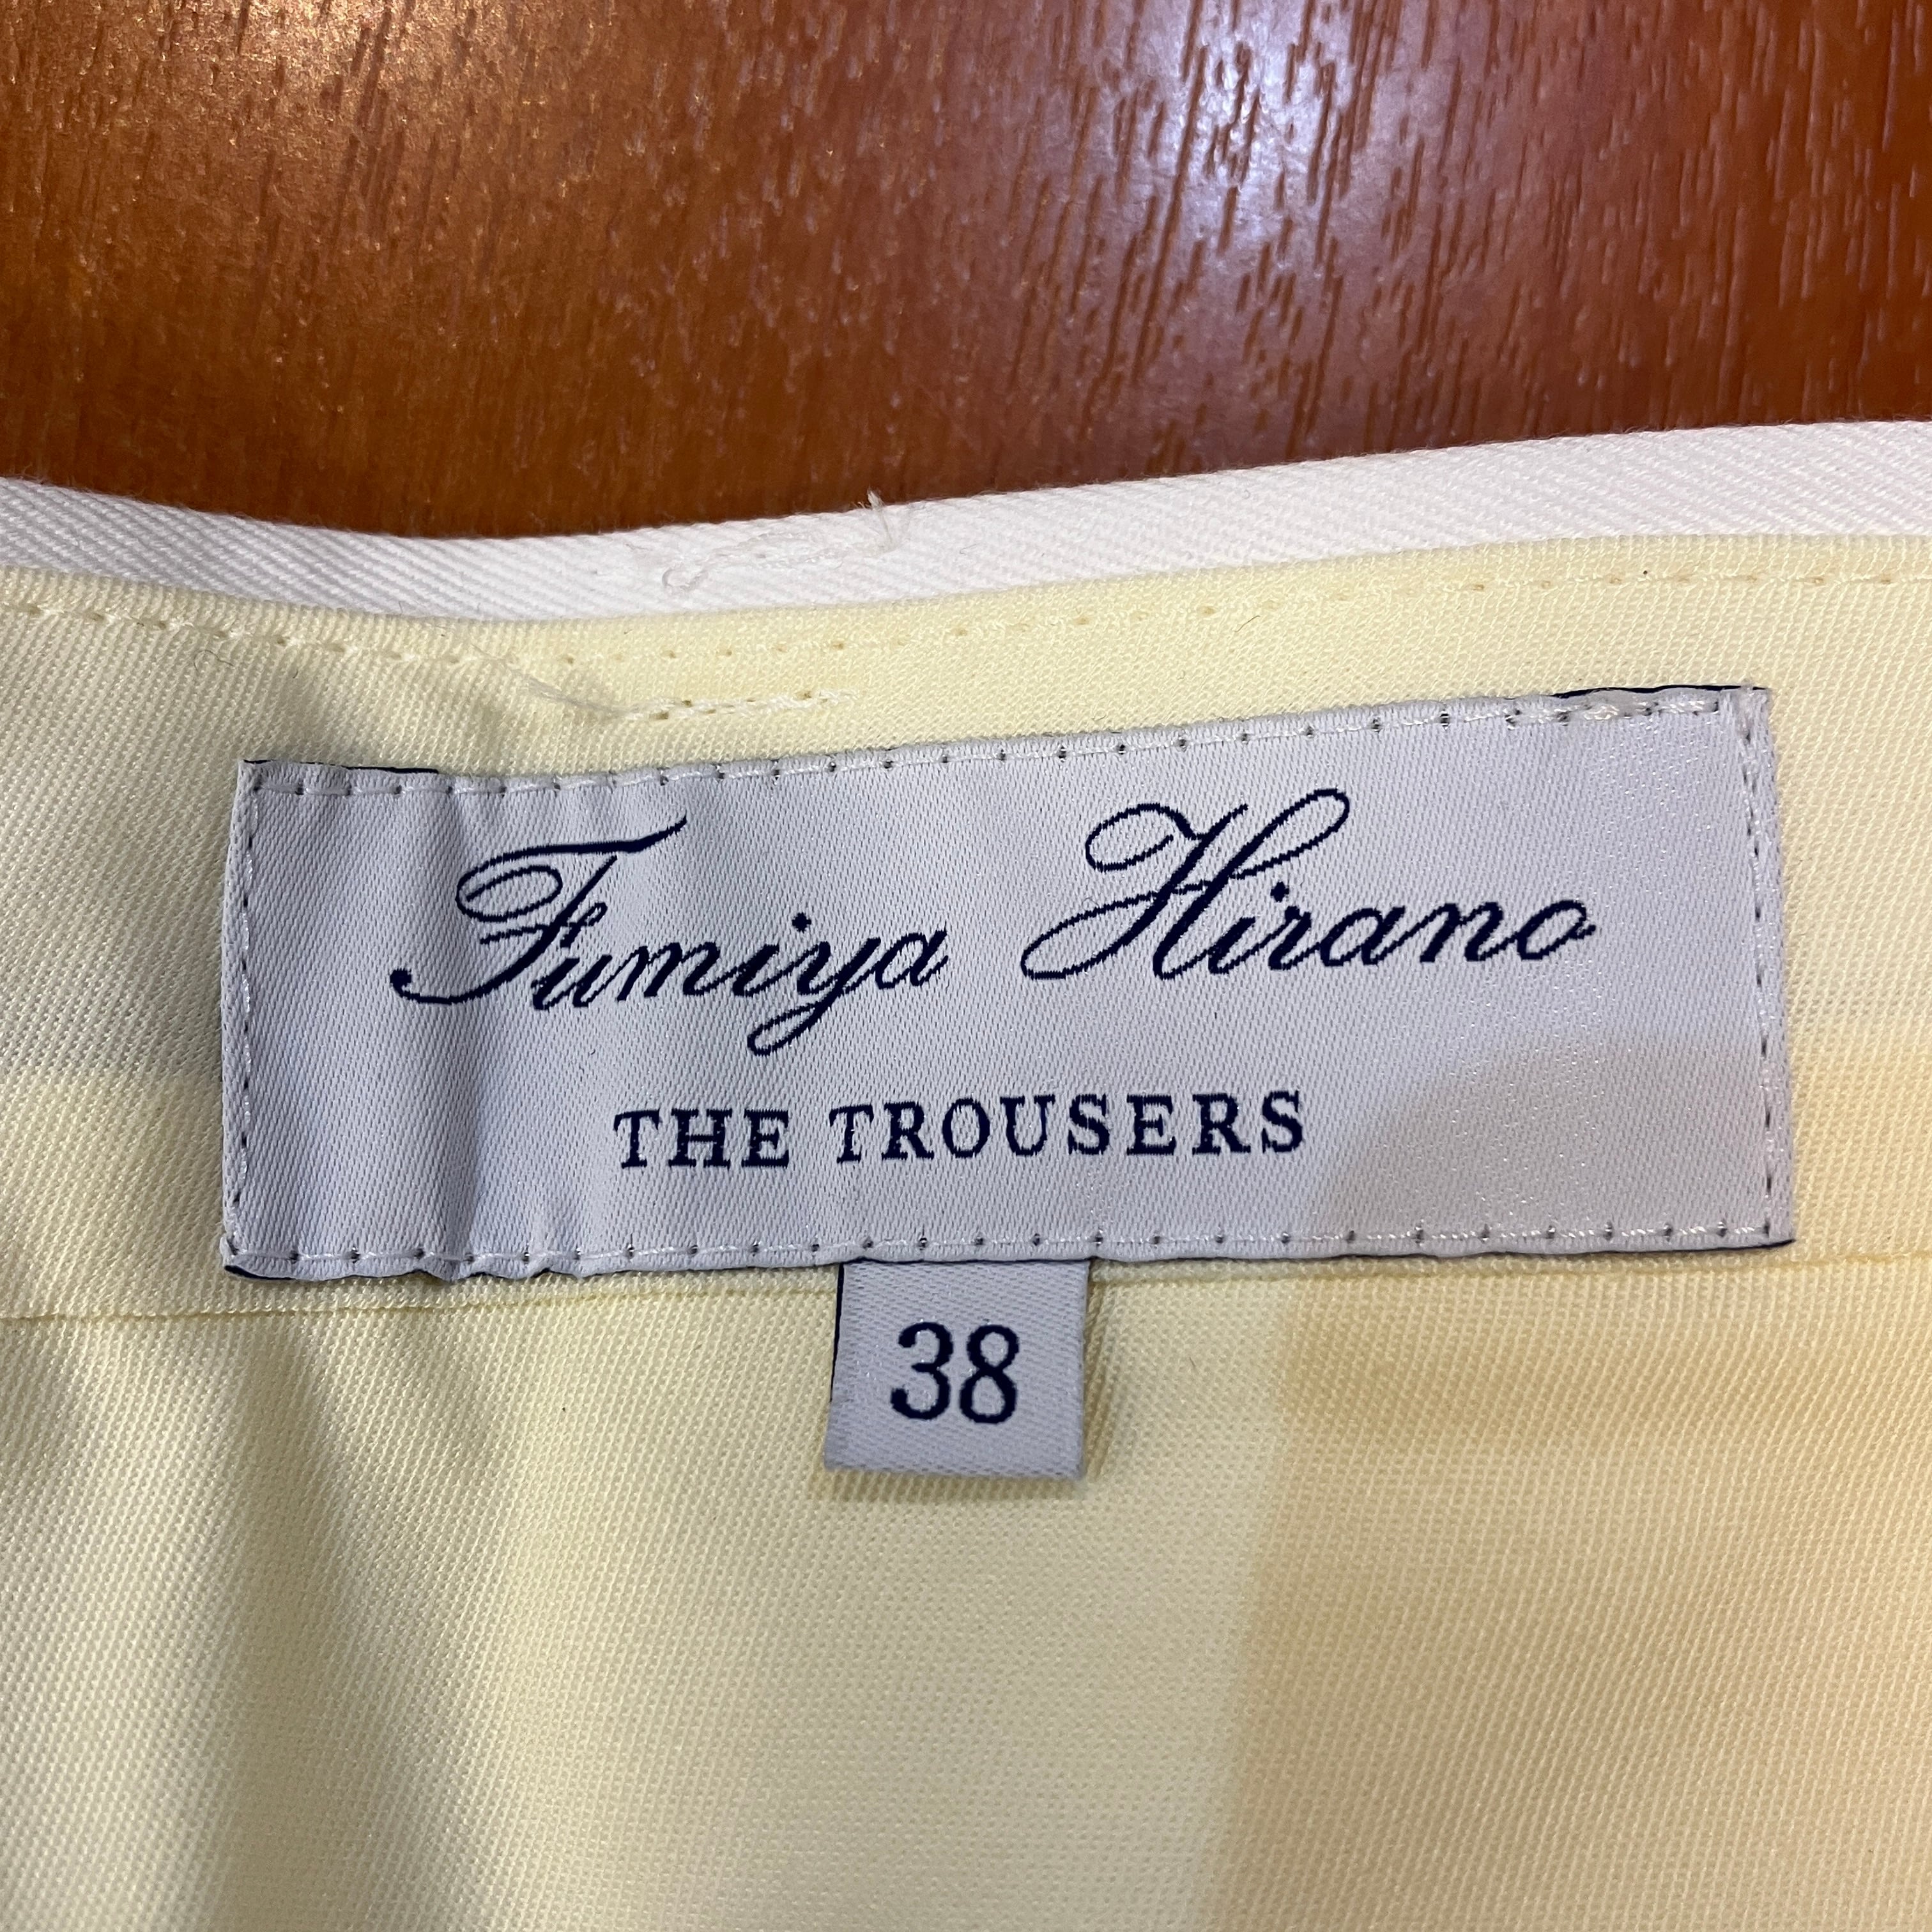 Fumiya Hirano
THE TROUSERS
38